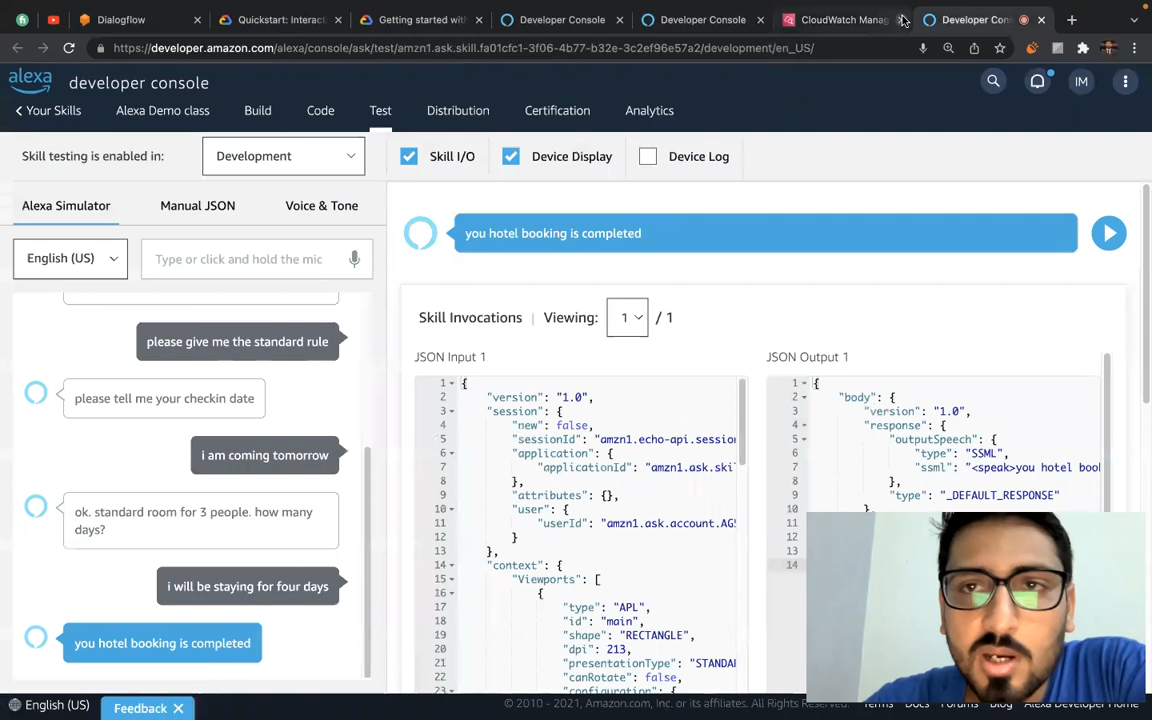 Dialogflow
Quickstart: Interac
Getting started with
Developer Console
Developer Console
CloudWatch Manag
Developer Con
https://developer.amazon.com/alexa/console/ask/test/amzn1.ask.skill.fa01cfc1-3f06-4b77-b32e-3c2ef96e57a2/development/en_US/
alexa developer console
IM
Your Skills Alexa Demo class Build Code Test Distribution Certification Analytics
Skill testing is enabled in: Development Skill I/O Device Display Device Log
Alexa Simulator Manual JSON Voice & Tone
English (US) Type or click and hold the mic
please give me the standard rule
please tell me your checkin date
i am coming tomorrow
ok. standard room for 3 people. how many
days?
i will be staying for four days
you hotel booking is completed
you hotel booking is completed
Skill Invocations | Viewing: 1 / 1
JSON Input 1
1 {
2 "version": "1.0",
3 "session": {
4 "new": false,
5 "sessionId": "amzn1.echo-api.session
6 "application": {
7 "applicationId": "amzn1.ask.skil
8 },
9 "attributes": {},
10 "user": {
11 "userId": "amzn1.ask.account.AG
12 }
13 },
14 "context": {
15 "Viewports": [
16 {
17 "type": "APL",
18 "id": "main",
19 "shape": "RECTANGLE",
20 "dpi": 213,
21 "presentationType": "STANDA
22 "canRotate": false,
23 "configuration": {
JSON Output 1
1 {
2 "body": {
3 "version": "1.0",
4 "response": {
5 "outputSpeech": {
6 "type": "SSML",
7 "ssml": "<speak>you hotel boo
8 },
9 "type": "_DEFAULT_RESPONSE"
10 },
11
12
13
14
English (US) Feedback © 2010 - 2021, Amazon.com, Inc. or its affiliates. All Rights Reserved. Terms Docs Forums Blog Alexa Developer Home